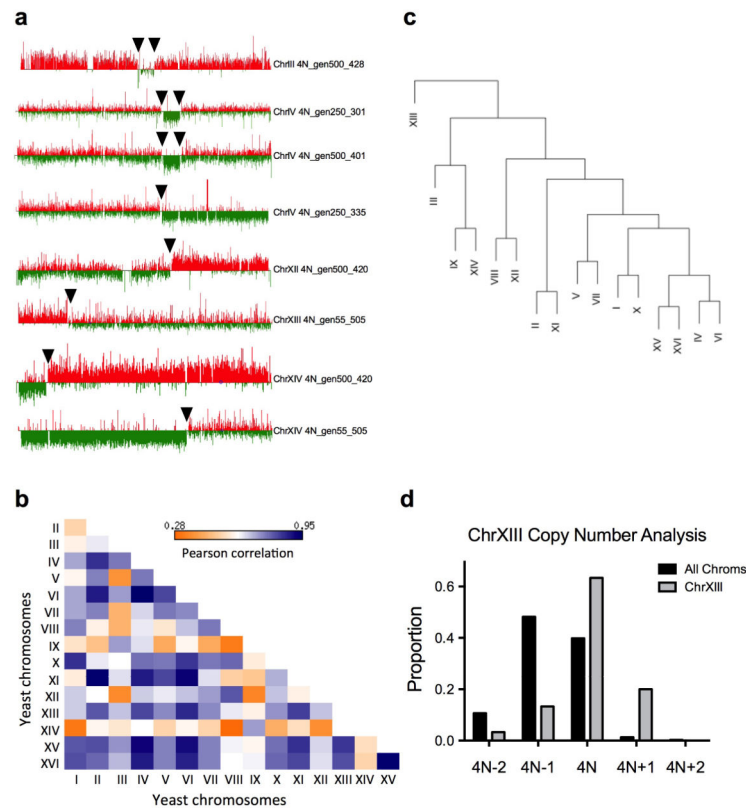 a
ChrIII 4N_gen500_428
ChrIV 4N_gen250_301
ChrIV 4N_gen500_401
ChrIV 4N_gen250_335
ChrXII 4N_gen500_420
ChrXIII 4N_gen55_505
ChrXIV 4N_gen500_420
ChrXIV 4N_gen55_505
c
XIII
III
IX
XIV
VIII
XII
II
XI
V
VII
I
X
XV
XVI
IV
VI
b
0.28
0.95
Pearson correlation
Yeast chromosomes
II
III
IV
V
VI
VII
VIII
IX
X
XI
XII
XIII
XIV
XV
XVI
I II III IV V VI VII VIII IX X XI XII XIII XIV XV
Yeast chromosomes
d
ChrXIII Copy Number Analysis
All Chroms
ChrXIII
Proportion
0.6
0.4
0.2
0.0
4N-2 4N-1 4N 4N+1 4N+2